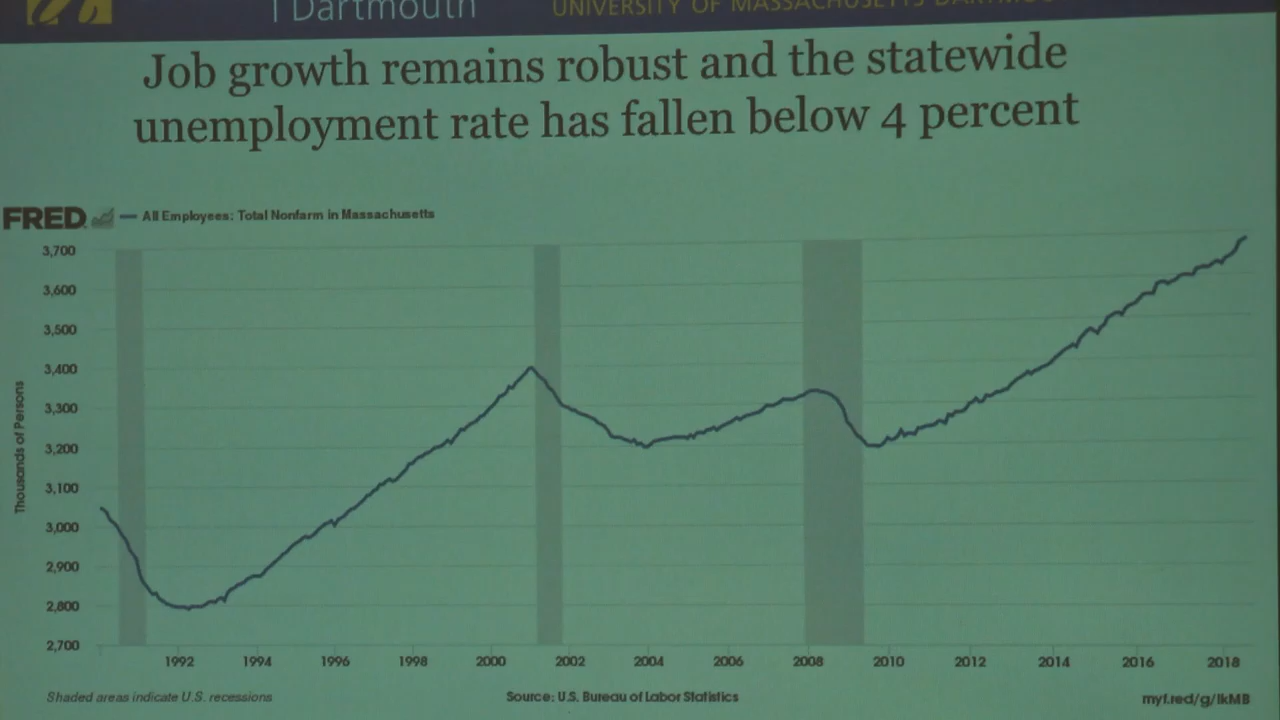 Dartmouth
UNIVERSITY OF MASSACHUSETTS
Job growth remains robust and the statewide
unemployment rate has fallen below 4 percent
FRED
All Employees: Total Nonfarm in Massachusetts
Thousands of Persons
3,700
3,600
3,500
3,400
3,300
3,200
3,100
3,000
2,900
2,800
2,700
1992 1994 1996 1998 2000 2002 2004 2006 2008 2010 2012 2014 2016 2018
Shaded areas indicate U.S. recessions
Source: U.S. Bureau of Labor Statistics
myf.red/g/lkMB